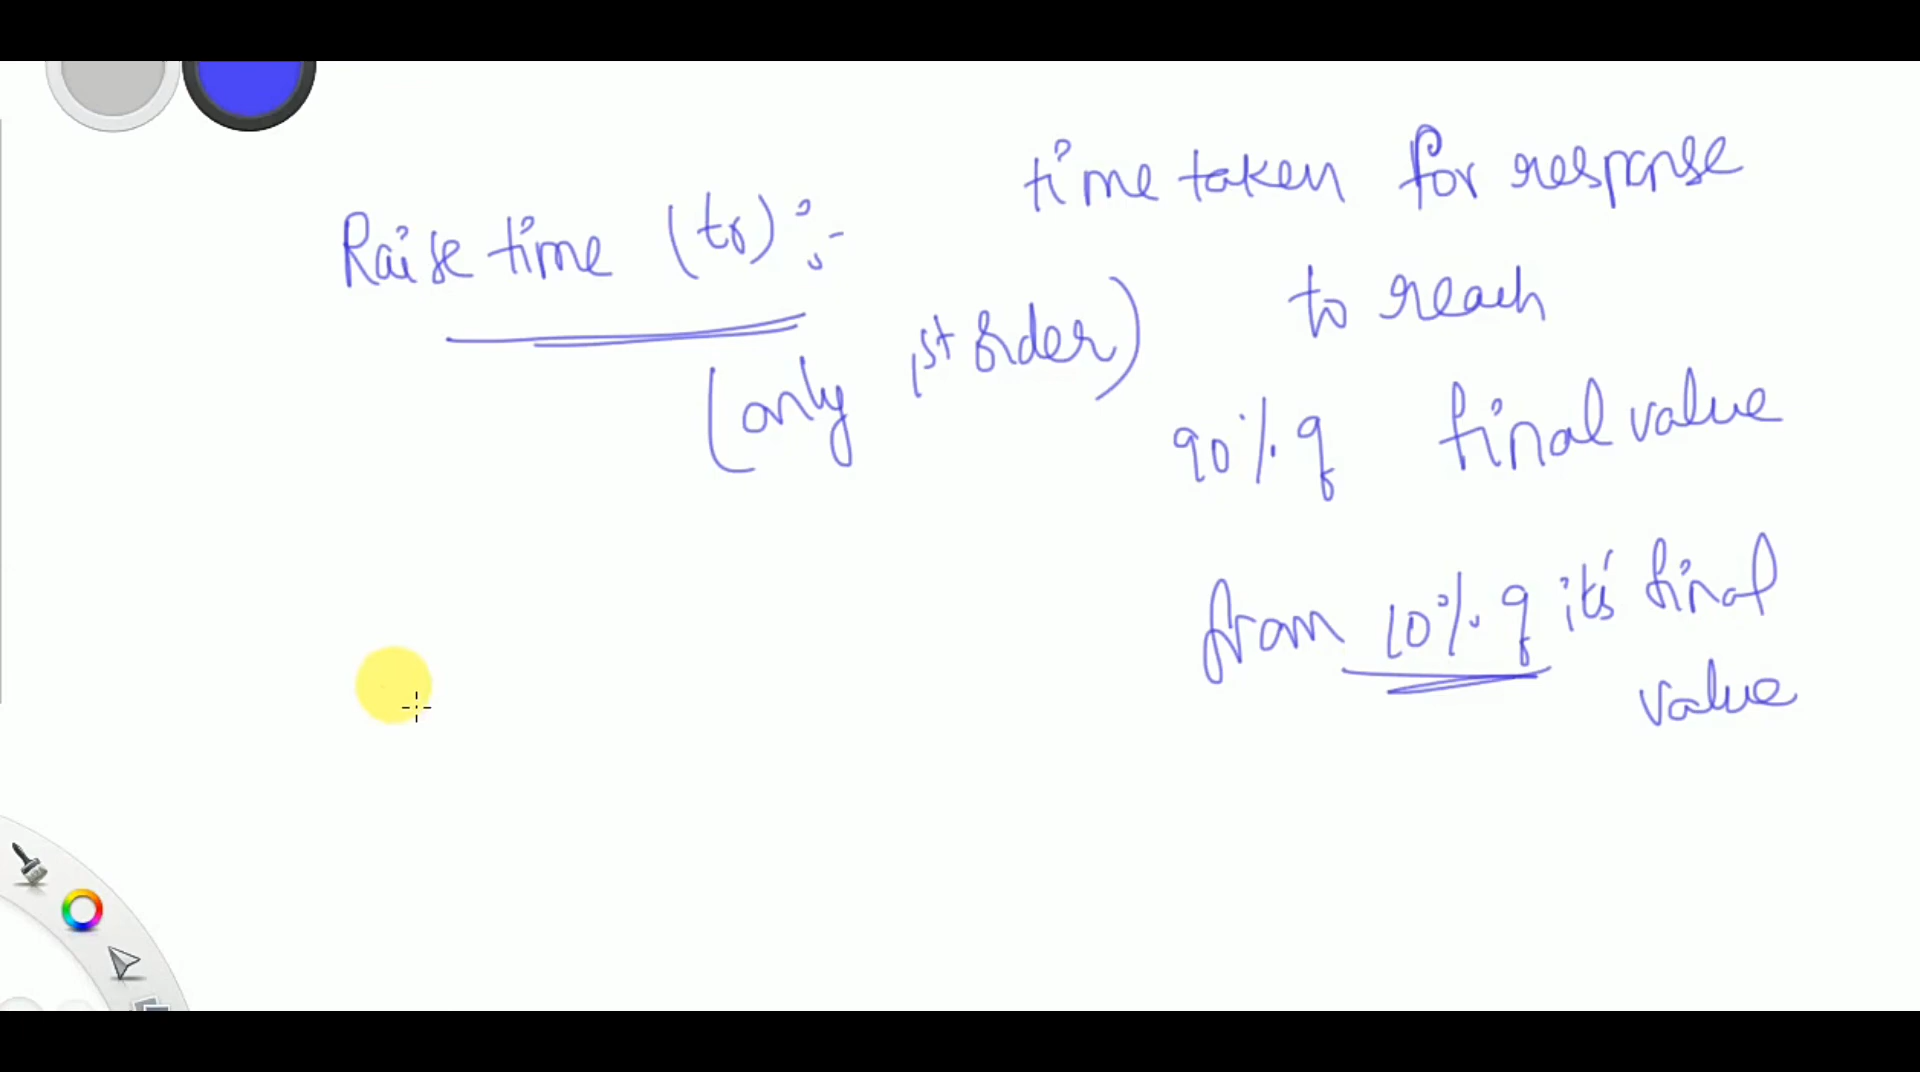 Raise time (tr) :-
(only 1st order)
time taken for response
to reach
90% of final value
from 10% of it's final
value